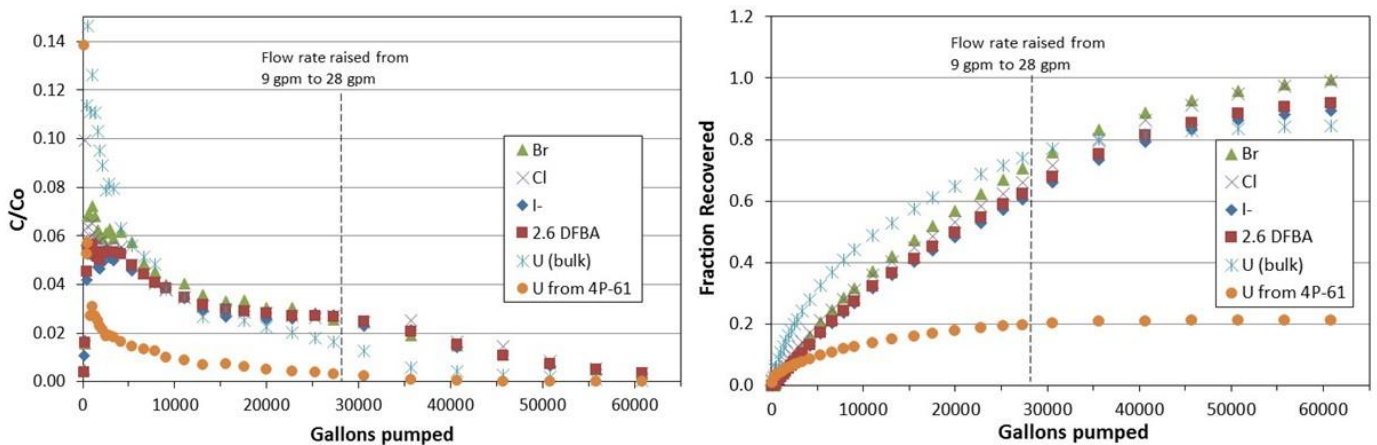 0.14
0.12
0.10
0.08
0.06
0.04
0.02
0.00
C/Co
Flow rate raised from
9 gpm to 28 gpm
Br
Cl
I-
2.6 DFBA
U (bulk)
U from 4P-61
0
10000
20000
30000
40000
50000
60000
Gallons pumped
1.2
1.0
0.8
0.6
0.4
0.2
0.0
Fraction Recovered
Flow rate raised from
9 gpm to 28 gpm
Br
Cl
I-
2.6 DFBA
U (bulk)
U from 4P-61
0
10000
20000
30000
40000
50000
60000
Gallons pumped